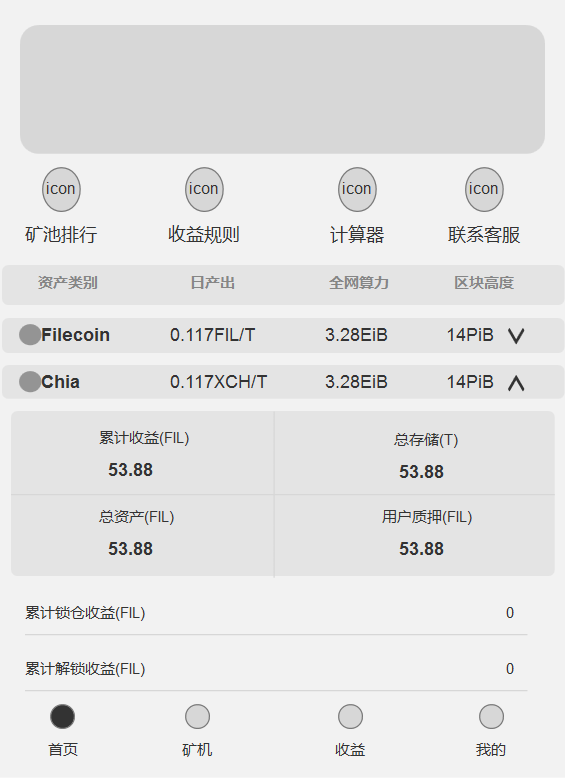 icon icon icon icon
矿池排行 收益规则 计算器 联系客服
资产类别 日产出 全网算力 区块高度
Filecoin 0.117FIL/T 3.28EiB 14PiB
Chia 0.117XCH/T 3.28EiB 14PiB
累计收益(FIL) 总存储(T)
53.88 53.88
总资产(FIL) 用户质押(FIL)
53.88 53.88
累计锁仓收益(FIL) 0
累计解锁收益(FIL) 0
首页 矿机 收益 我的